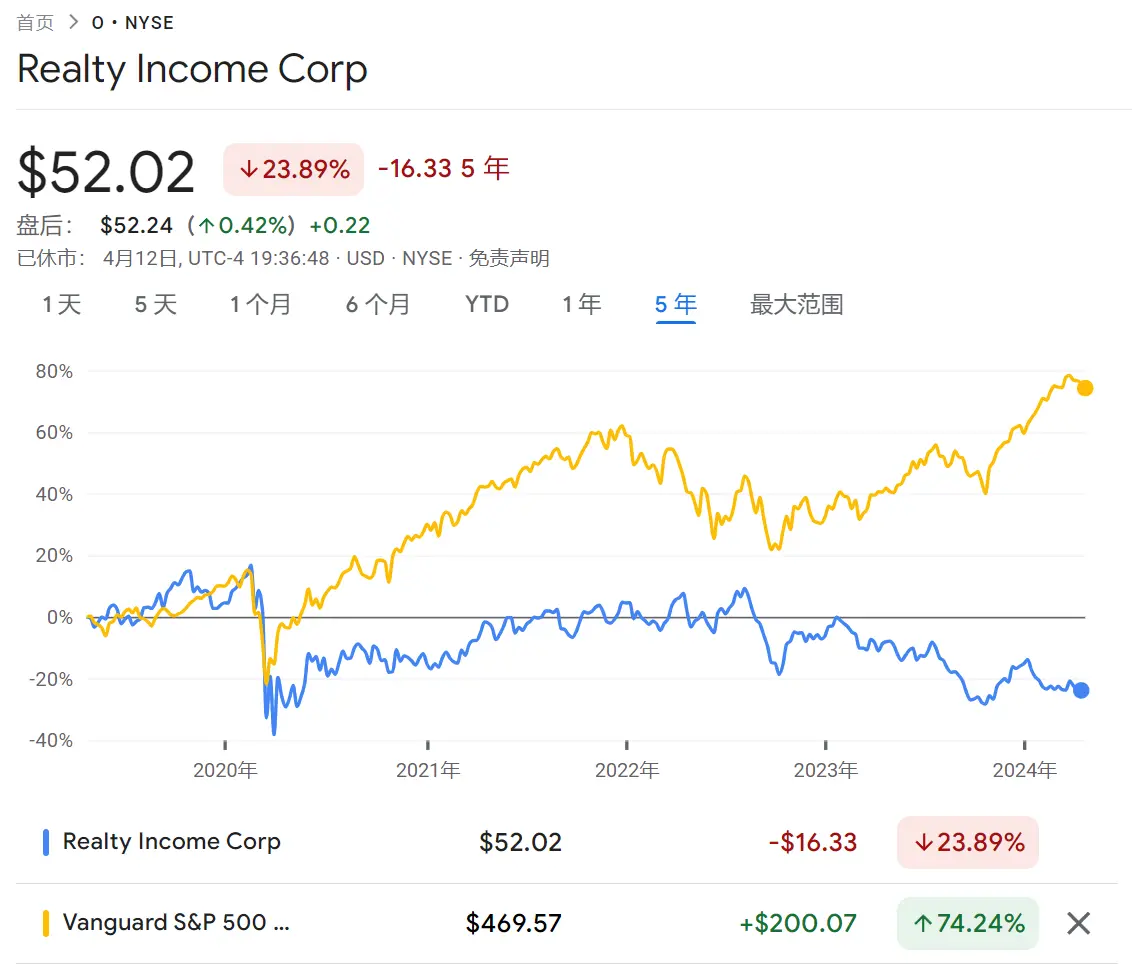 首页 > O • NYSE
Realty Income Corp
$52.02 ↓23.89% -16.33 5 年
盘后： $52.24 (↑0.42%) +0.22
已休市： 4月12日, UTC-4 19:36:48 · USD · NYSE · 免责声明
1 天 5 天 1 个月 6 个月 YTD 1 年 5 年 最大范围
80%
60%
40%
20%
0%
-20%
-40%
2020年 2021年 2022年 2023年 2024年
Realty Income Corp $52.02 -$16.33 ↓23.89%
Vanguard S&P 500 ... $469.57 +$200.07 ↑74.24%